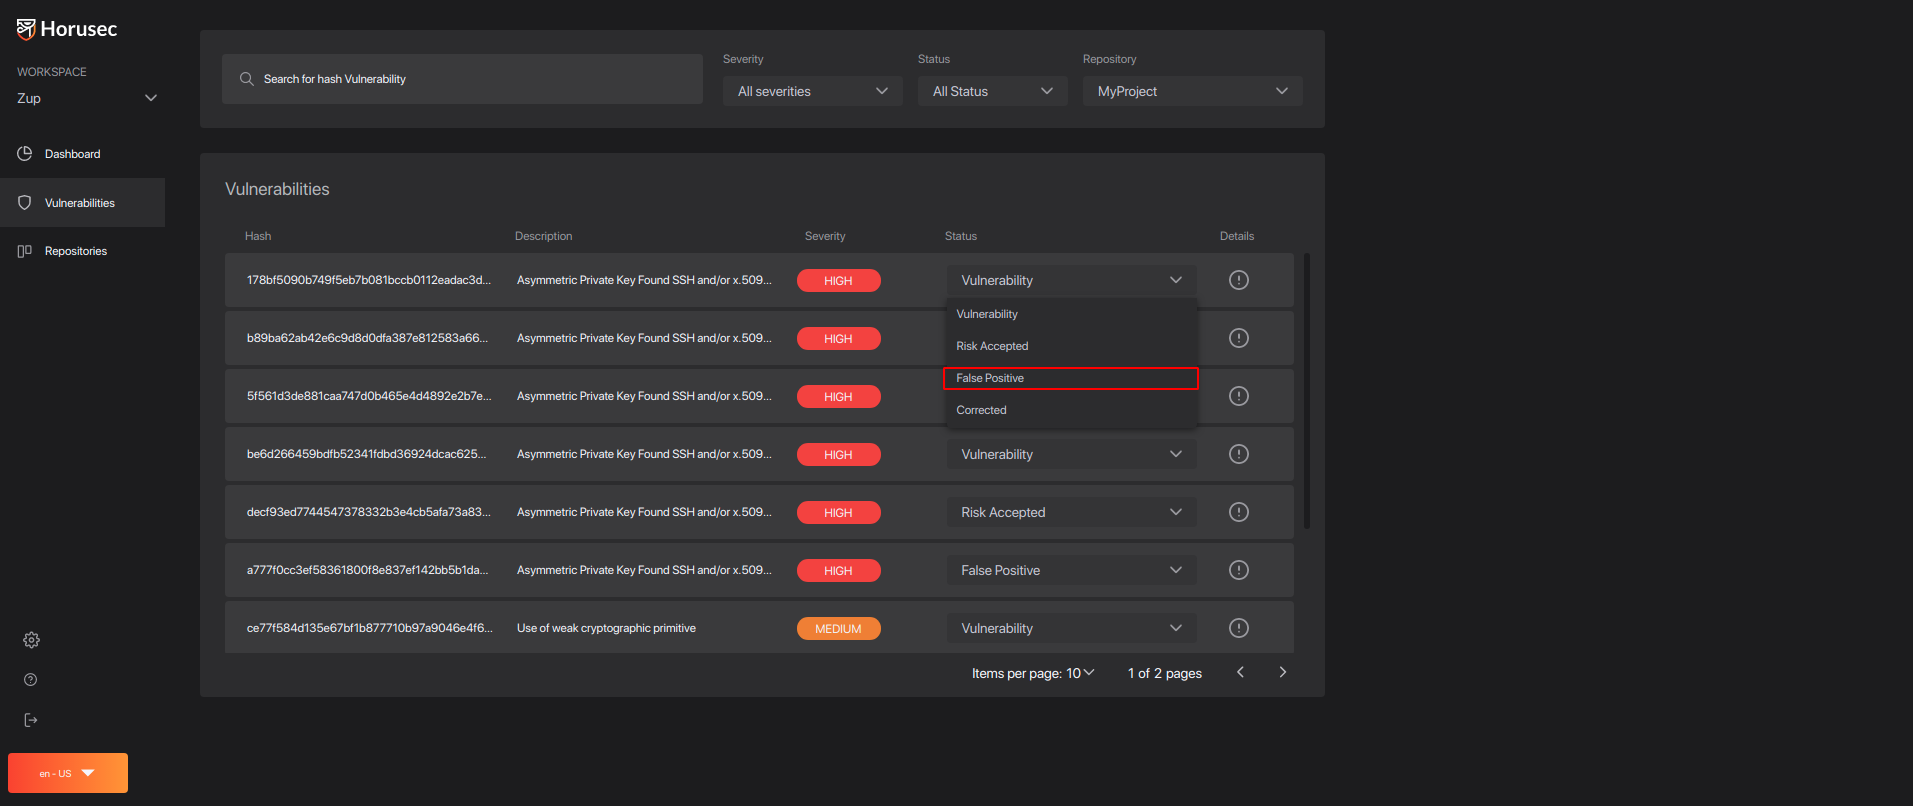 Horusec
WORKSPACE
Zup
Dashboard
Vulnerabilities
Repositories
en - US
Search for hash Vulnerability
Severity
All severities
Status
All Status
Repository
MyProject
Vulnerabilities
Hash Description Severity Status Details
178bf5090b749f5eb7b081bccb0112eadac3d... Asymmetric Private Key Found SSH and/or x.509... HIGH Vulnerability
Vulnerability
Risk Accepted
False Positive
Corrected
b89ba62ab42e6c9d8d0dfa387e812583a66... Asymmetric Private Key Found SSH and/or x.509... HIGH
5f561d3de881caa747d0b465e4d4892e2b7e... Asymmetric Private Key Found SSH and/or x.509... HIGH
be6d266459bdfb52341fdbd36924dcac625... Asymmetric Private Key Found SSH and/or x.509... HIGH Vulnerability
decf93ed7744547378332b3e4cb5afa73a83... Asymmetric Private Key Found SSH and/or x.509... HIGH Risk Accepted
a777f0cc3ef58361800f8e837ef142bb5b1da... Asymmetric Private Key Found SSH and/or x.509... HIGH False Positive
ce77f584d135e67bf1b877710b97a9046e4f6... Use of weak cryptographic primitive MEDIUM Vulnerability
Items per page: 10 1 of 2 pages